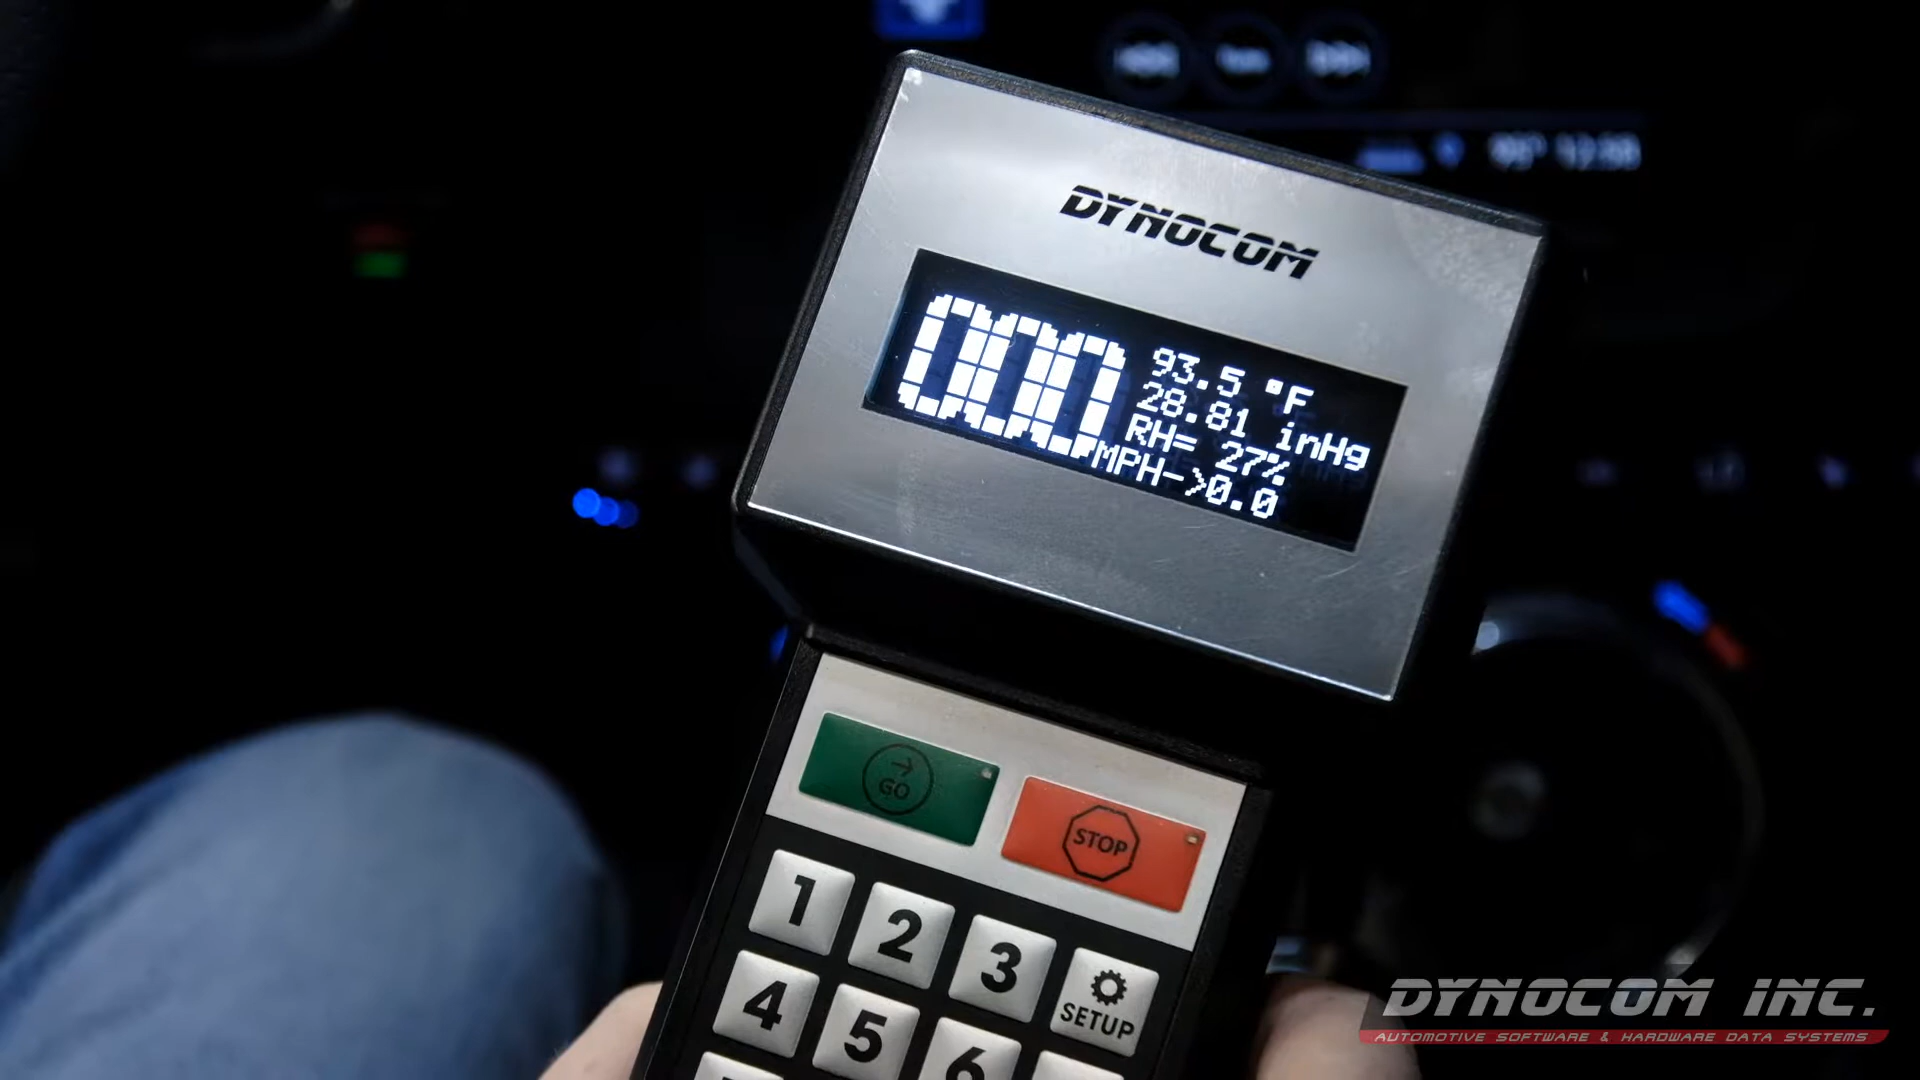 DYNOCOM
000
93.5 °F
28.81 inHg
RH= 27%
MPH->0.0
GO
STOP
1
2
3
SETUP
4
5
6
DYNOCOM INC.
AUTOMOTIVE SOFTWARE & HARDWARE DATA SYSTEMS